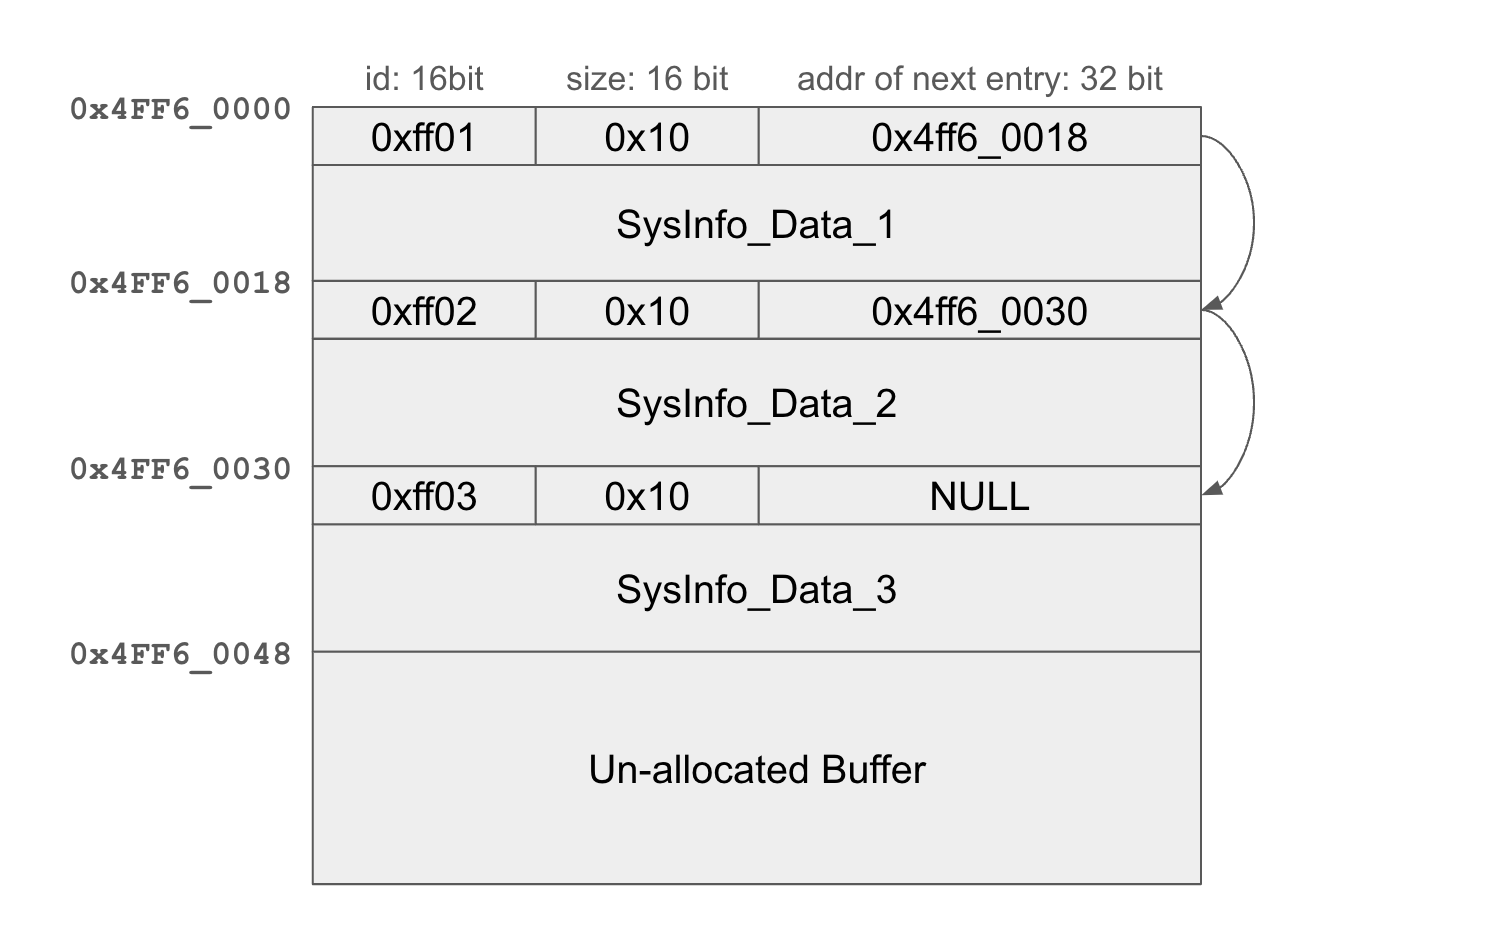 id: 16bit size: 16 bit addr of next entry: 32 bit
0x4FF6_0000
0xff01 0x10 0x4ff6_0018
SysInfo_Data_1
0x4FF6_0018
0xff02 0x10 0x4ff6_0030
SysInfo_Data_2
0x4FF6_0030
0xff03 0x10 NULL
SysInfo_Data_3
0x4FF6_0048
Un-allocated Buffer